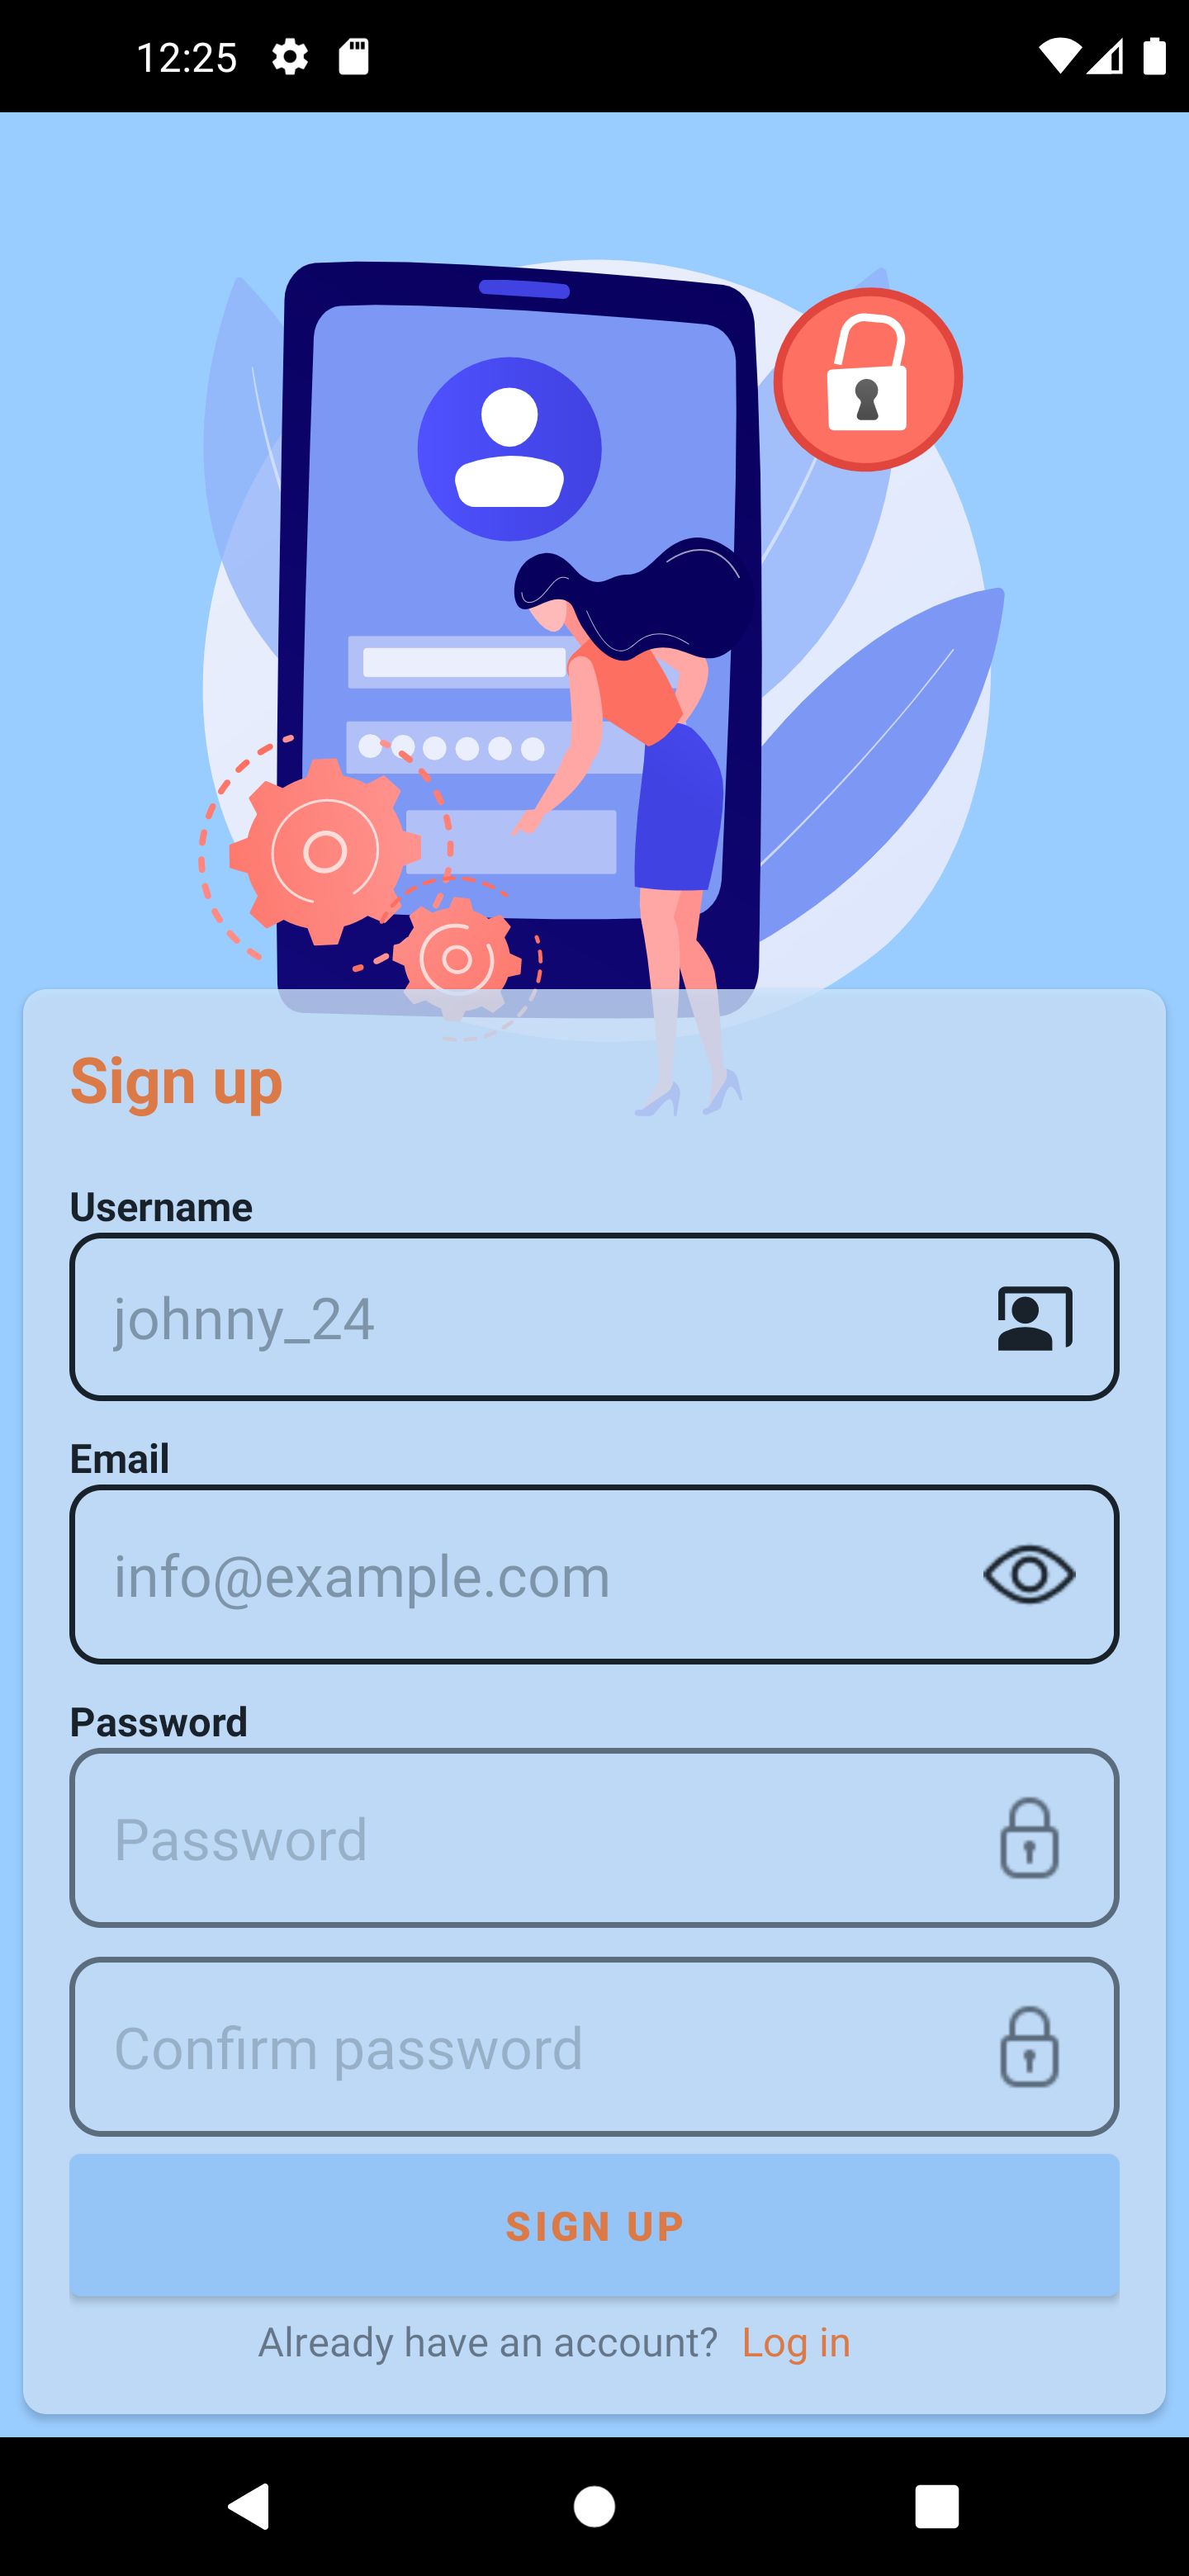 12:25
Sign up
Username
johnny_24
Email
info@example.com
Password
Password
Confirm password
SIGN UP
Already have an account? Log in